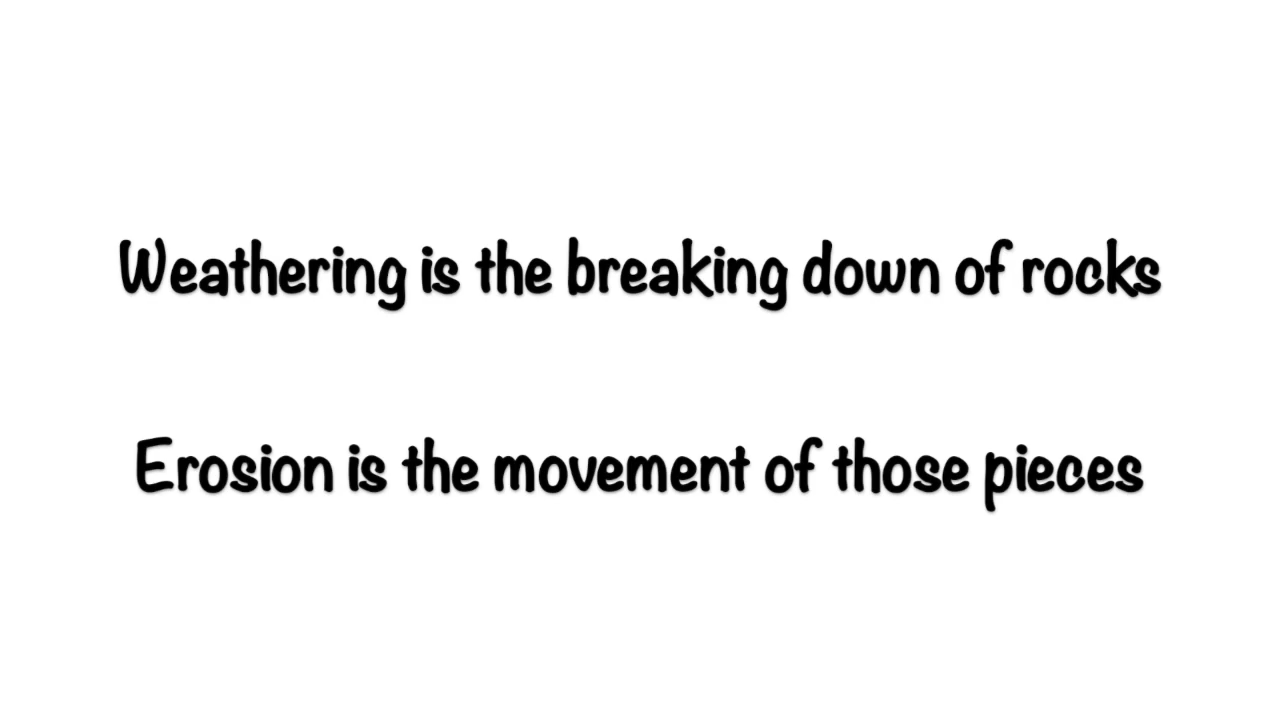 Weathering is the breaking down of rocks
Erosion is the movement of those pieces